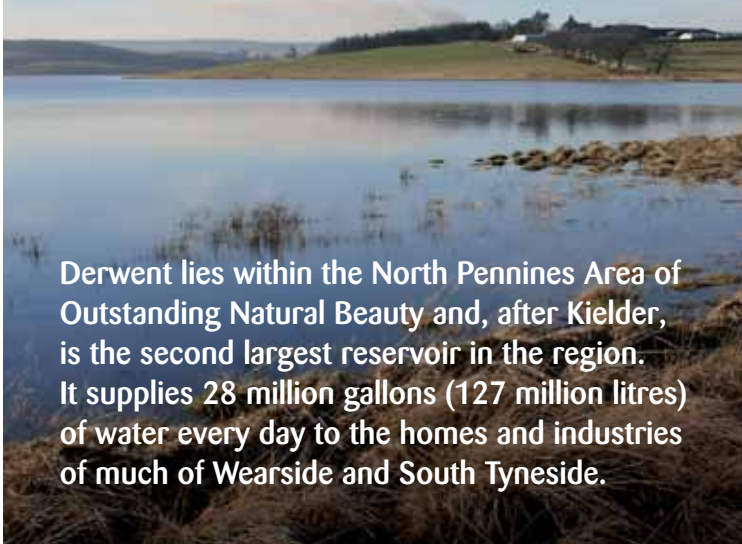 Derwent lies within the North Pennines Area of
Outstanding Natural Beauty and, after Kielder,
is the second largest reservoir in the region.
It supplies 28 million gallons (127 million litres)
of water every day to the homes and industries
of much of Wearside and South Tyneside.